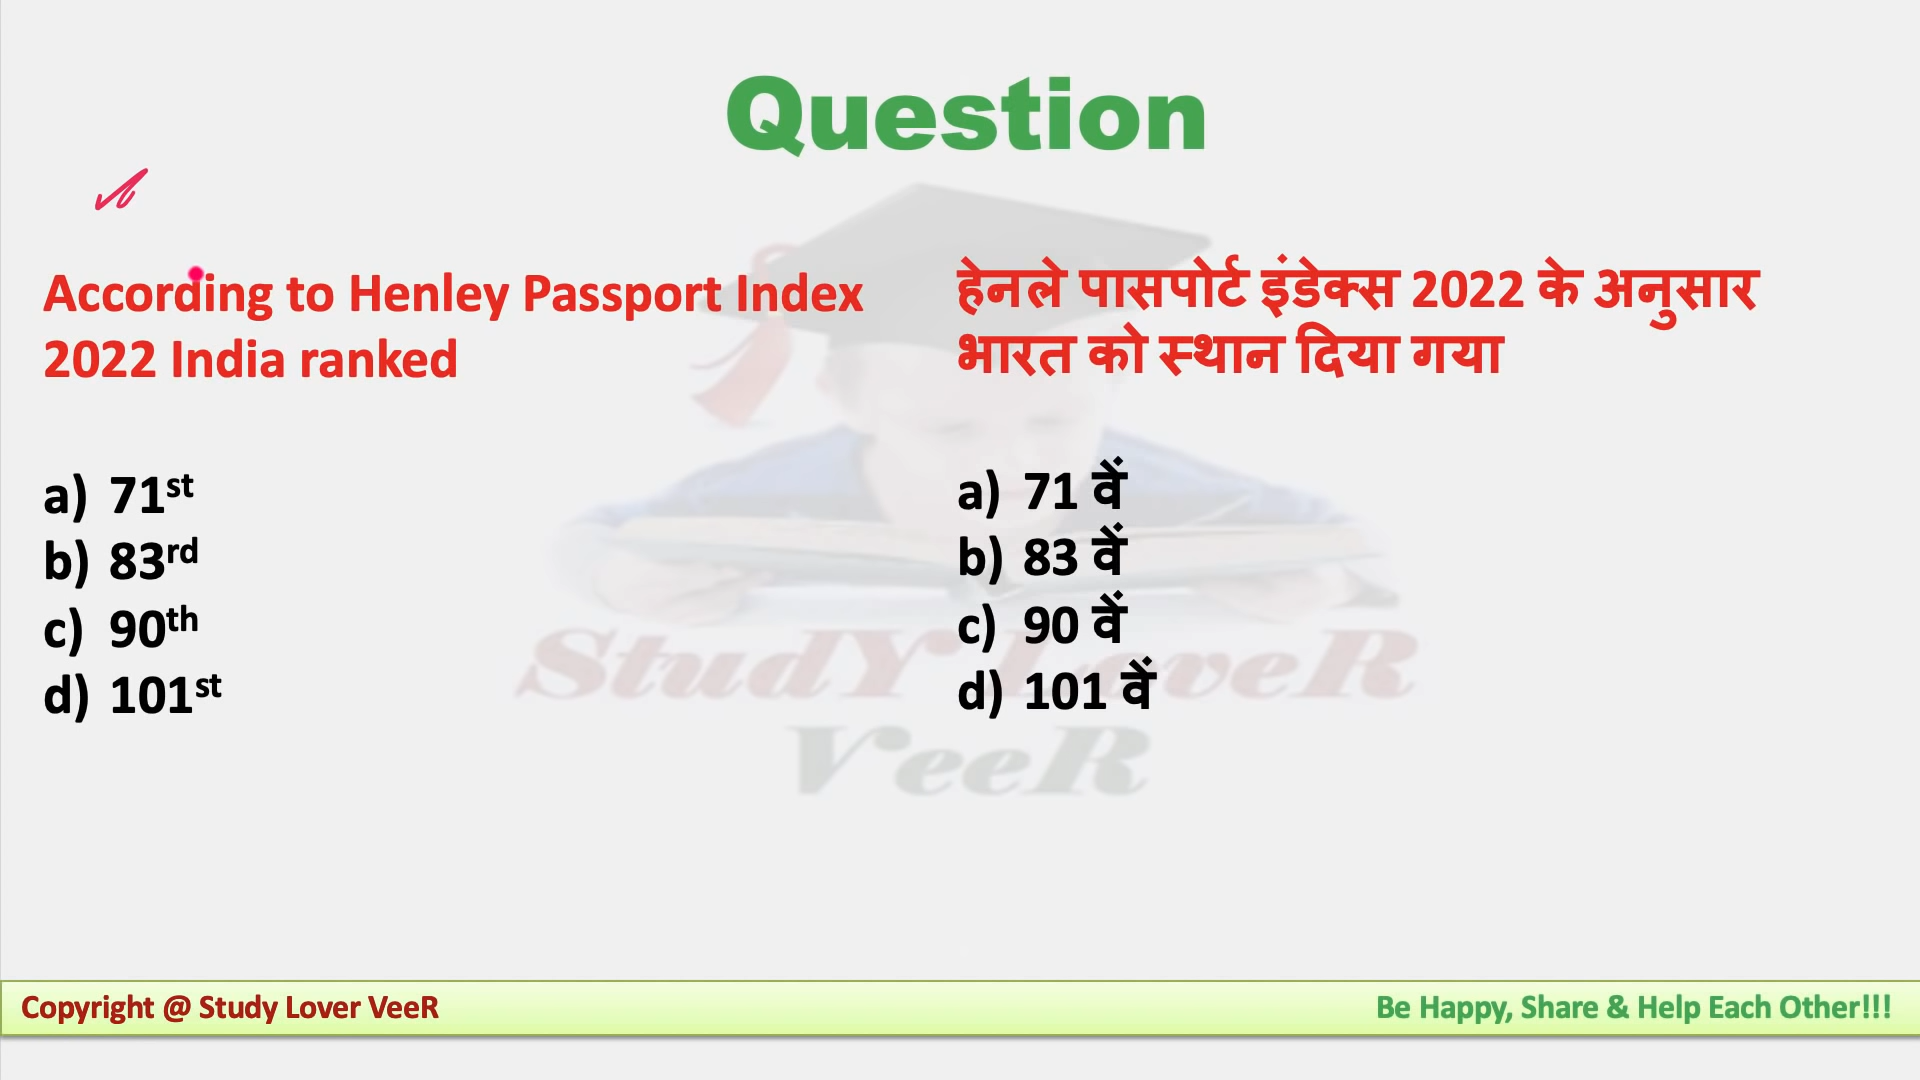 Question
According to Henley Passport Index
2022 India ranked
a) 71st
b) 83rd
c) 90th
d) 101st
हेनले पासपोर्ट इंडेक्स 2022 के अनुसार
भारत को स्थान दिया गया
a) 71 वें
b) 83 वें
c) 90 वें
d) 101 वें
StudY LoveR
VeeR
Copyright @ Study Lover VeeR
Be Happy, Share & Help Each Other!!!